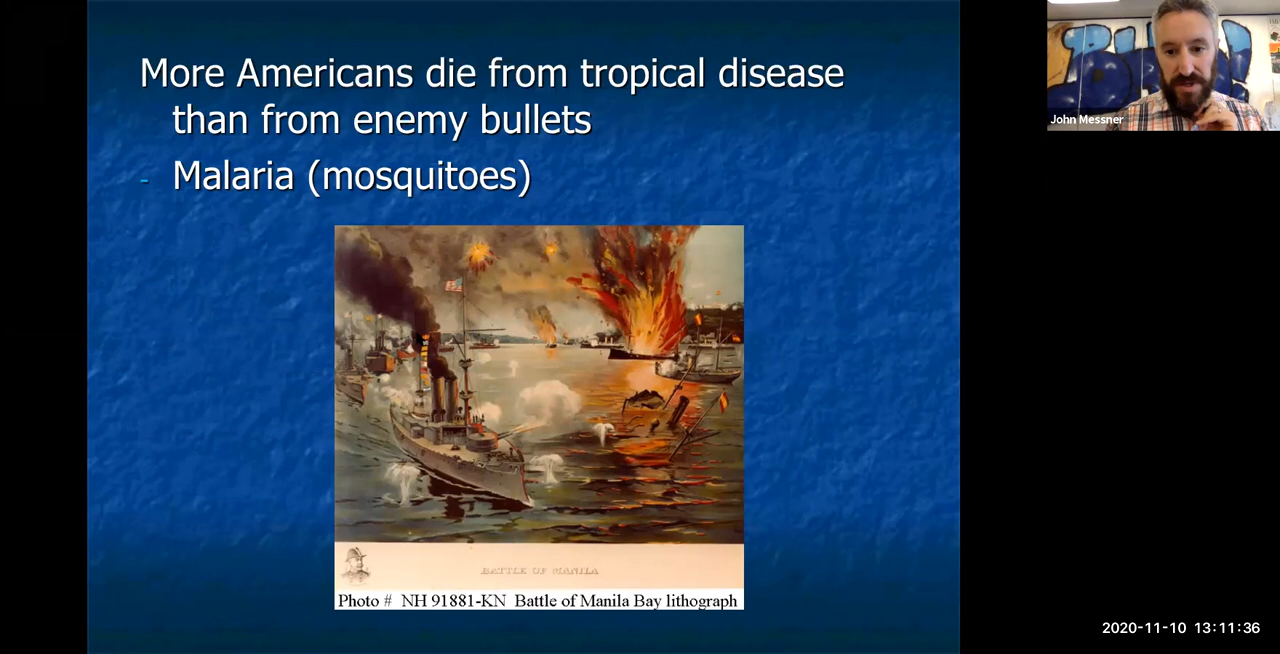 More Americans die from tropical disease
than from enemy bullets
- Malaria (mosquitoes)
BATTLE OF MANILA
Photo # NH 91881-KN Battle of Manila Bay lithograph
John Messner
2020-11-10 13:11:36